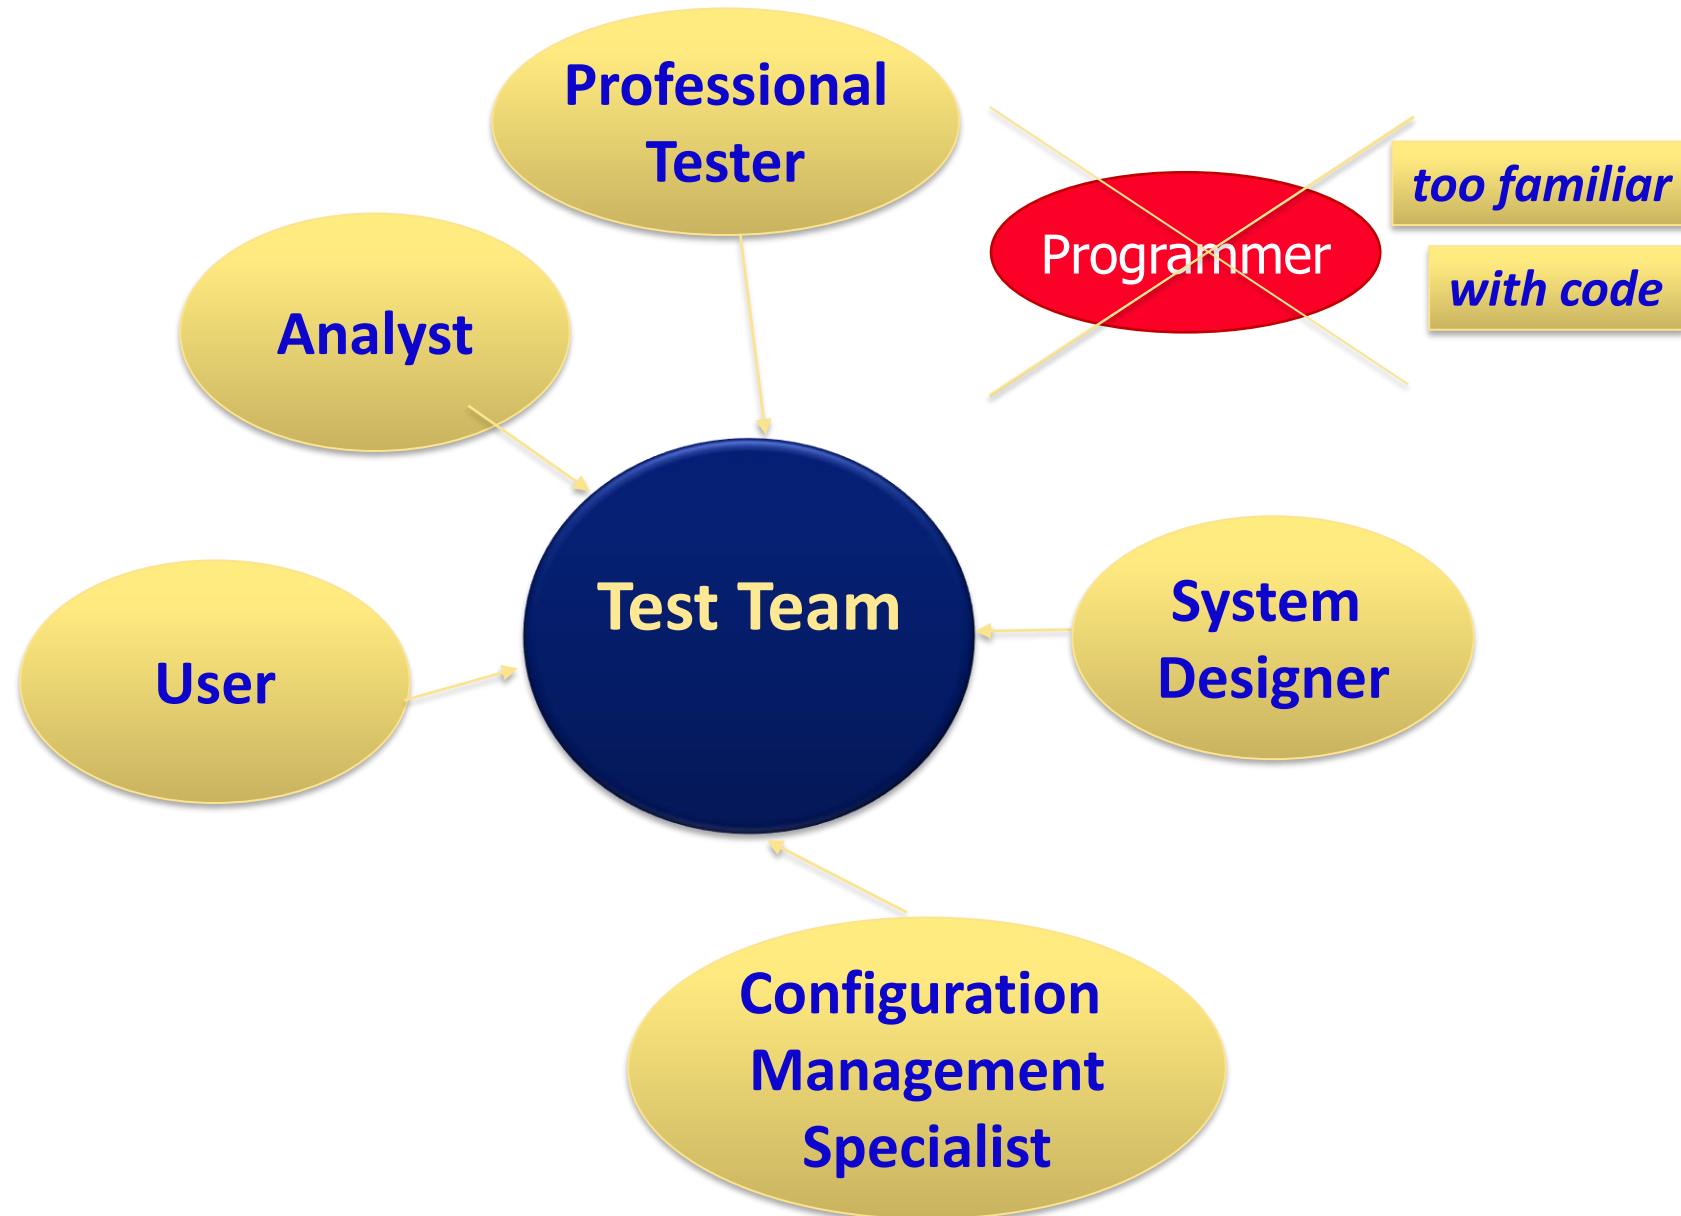 Professional
Tester
too familiar
Programmer
with code
Analyst
Test Team
System
Designer
User
Configuration
Management
Specialist